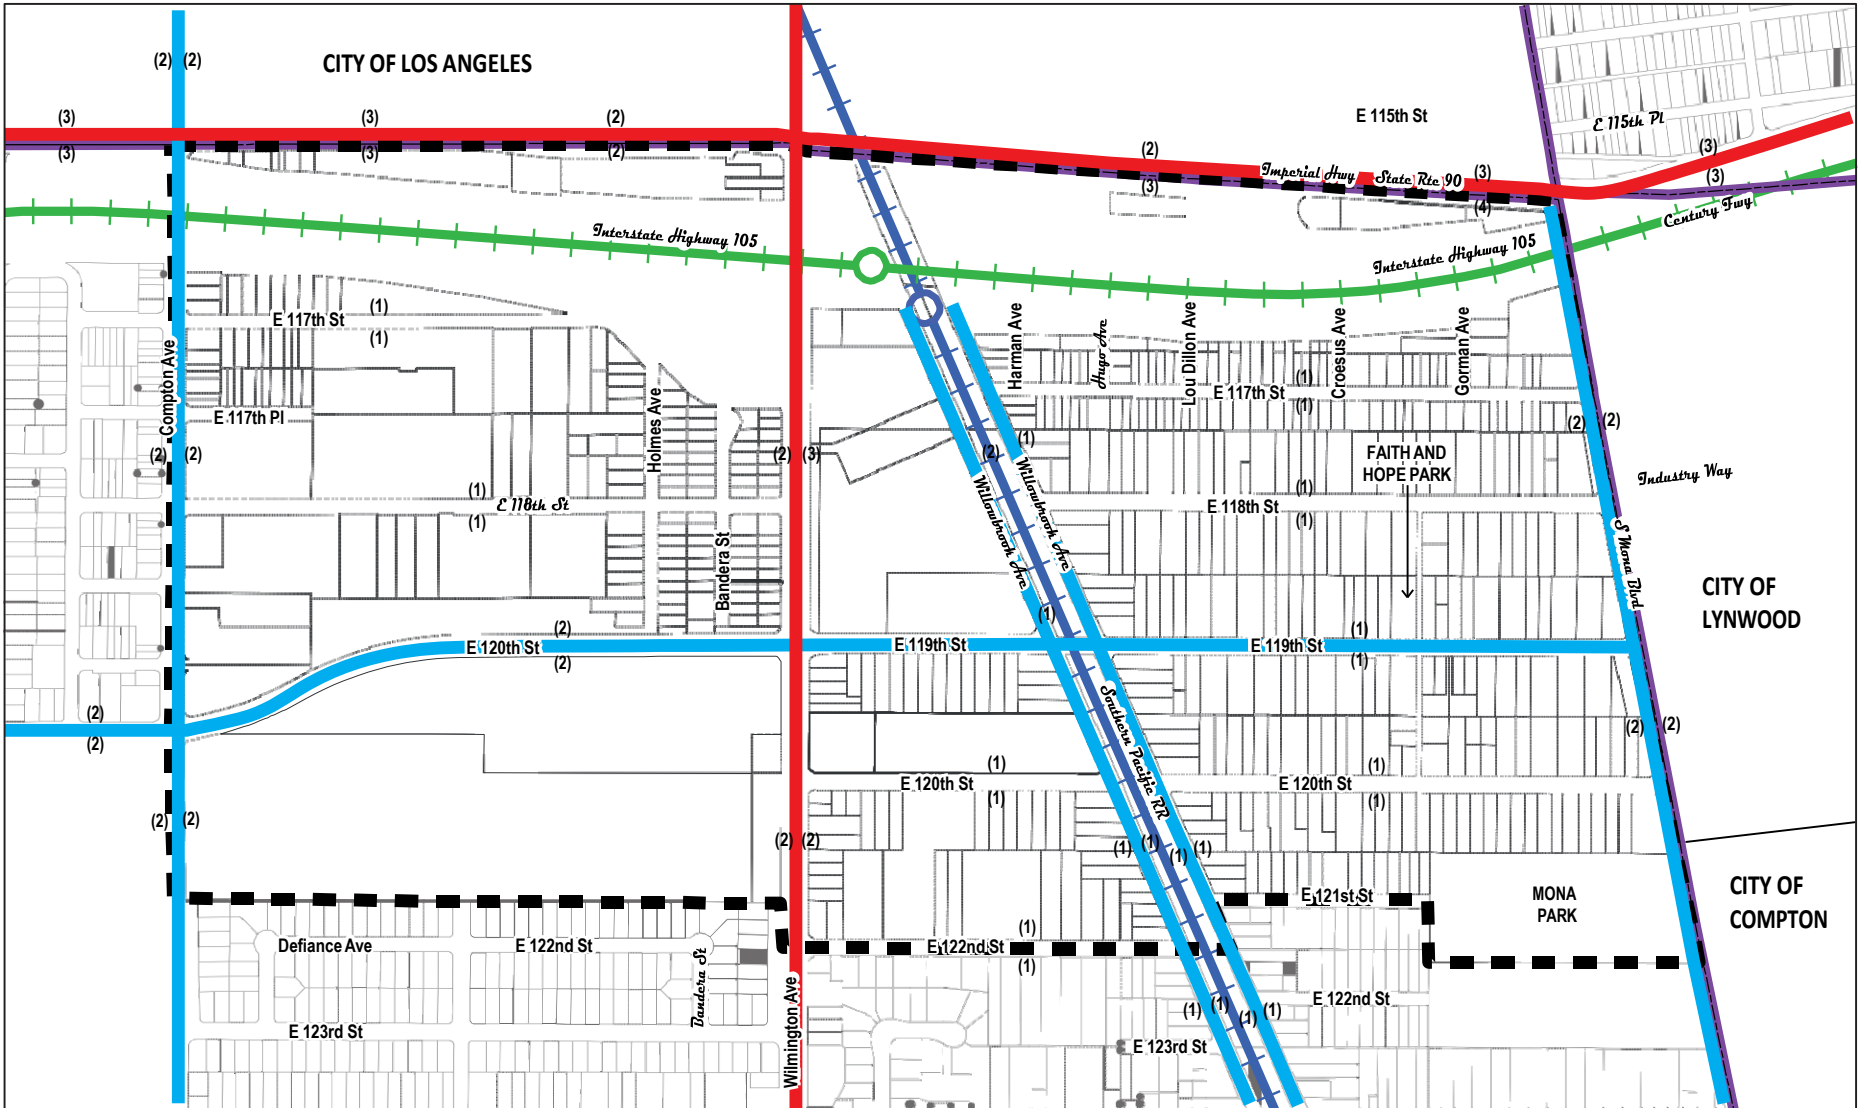 (2) (2)
CITY OF LOS ANGELES
(3)
(3)
(2)
E 115th St
E 115th Pl
(3)
(3)
(2)
(2)
(3)
Imperial Hwy
State Rte 90
(3)
(4)
(3)
(3)
Century Fwy
Interstate Highway 105
Interstate Highway 105
E 117th St
(1)
(1)
Compton Ave
E 117th Pl
Holmes Ave
Harman Ave
Hugo Ave
Lou Dillon Ave
Croesus Ave
Gorman Ave
E 117th St
(1)
(1)
(2) (2)
(2) (2)
(2) (3)
(2)
(1)
FAITH AND
HOPE PARK
Industry Way
(1)
E 118th St
(1)
Willowbrook Ave
Willowbrook Ave
(1)
E 118th St
(1)
Bandera St
S Mona Blvd
CITY OF
LYNWOOD
(1)
(2)
E 120th St
(2)
E 119th St
(1)
E 119th St
(1)
(2)
(2)
Southern Pacific RR
(2) (2)
(1)
E 120th St
(1)
(1)
E 120th St
(1)
(2) (2)
(2) (2)
(1) (1) (1) (1)
E 121st St
MONA
PARK
CITY OF
COMPTON
Defiance Ave
E 122nd St
Bandera St
(1)
E 122nd St
(1)
E 122nd St
(1) (1) (1) (1)
E 123rd St
Wilmington Ave
E 123rd St